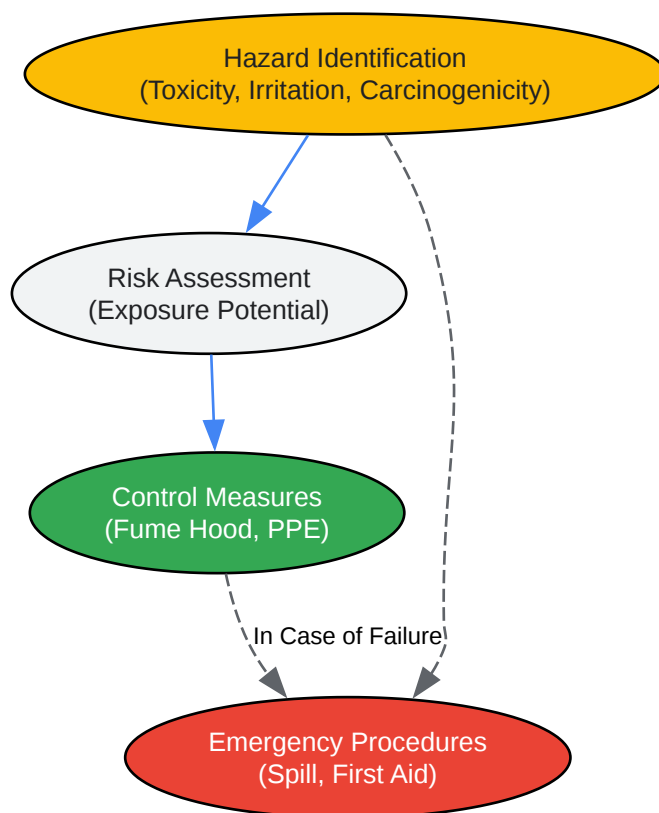 Hazard Identification
(Toxicity, Irritation, Carcinogenicity)
Risk Assessment
(Exposure Potential)
Control Measures
(Fume Hood, PPE)
In Case of Failure
Emergency Procedures
(Spill, First Aid)